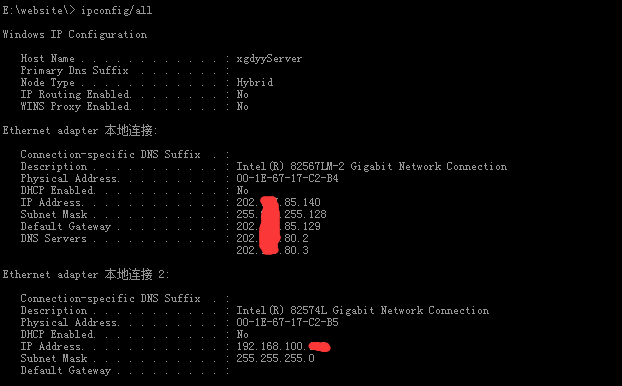 E:\website\> ipconfig/all
Windows IP Configuration
Host Name . . . . . . . . . . . . : xgdyyServer
Primary Dns Suffix . . . . . . . :
Node Type . . . . . . . . . . . . : Hybrid
IP Routing Enabled. . . . . . . . : No
WINS Proxy Enabled. . . . . . . . : No
Ethernet adapter 本地连接:
Connection-specific DNS Suffix . :
Description . . . . . . . . . . . : Intel(R) 82567LM-2 Gigabit Network Connection
Physical Address. . . . . . . . . : 00-1E-67-17-C2-B4
DHCP Enabled. . . . . . . . . . . : No
IP Address. . . . . . . . . . . . : 202. .85.140
Subnet Mask . . . . . . . . . . . : 255. .255.128
Default Gateway . . . . . . . . . : 202. .85.129
DNS Servers . . . . . . . . . . . : 202. .80.2
202. .80.3
Ethernet adapter 本地连接 2:
Connection-specific DNS Suffix . :
Description . . . . . . . . . . . : Intel(R) 82574L Gigabit Network Connection
Physical Address. . . . . . . . . : 00-1E-67-17-C2-B5
DHCP Enabled. . . . . . . . . . . : No
IP Address. . . . . . . . . . . . : 192.168.100.
Subnet Mask . . . . . . . . . . . : 255.255.255.0
Default Gateway . . . . . . . . . :